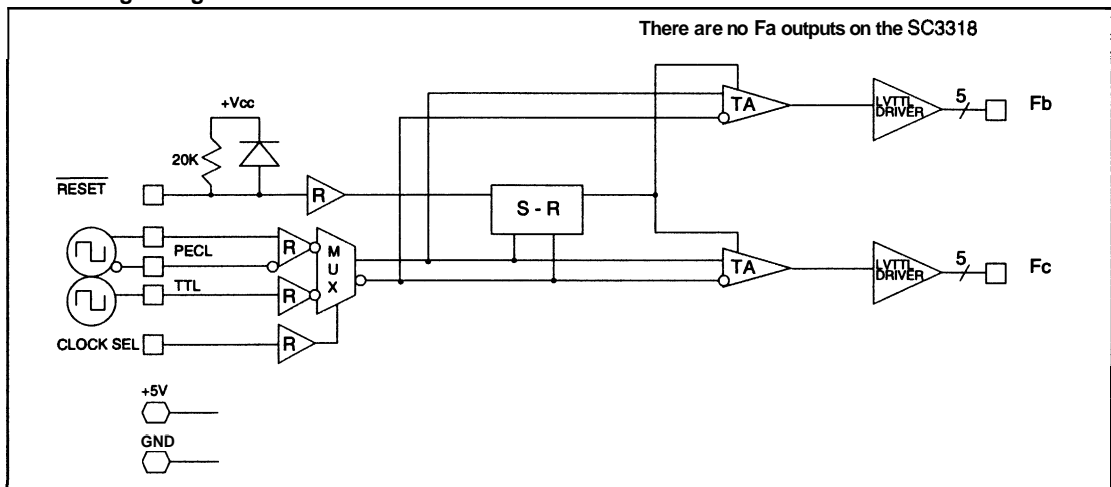 There are no Fa outputs on the SC3318
+Vcc
20K
RESET
R
S - R
TA
LVTTL
DRIVER
5
Fb
PECL
R
MUX
TTL
R
CLOCK SEL
R
TA
LVTTL
DRIVER
5
Fc
+5V
GND